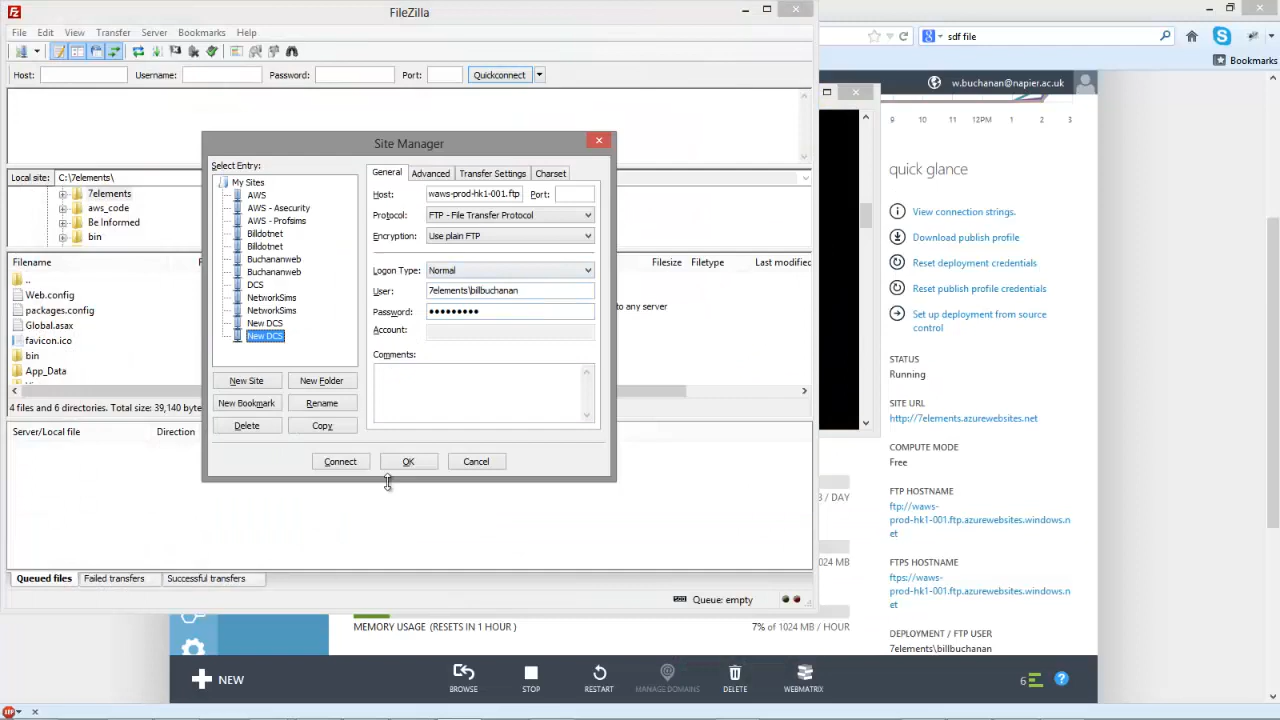 FileZilla
File Edit View Transfer Server Bookmarks Help
Host: Username: Password: Port: Quickconnect
Local site: C:\7elements\
7elements
aws_code
Be Informed
bin
Filename
Filesize Filetype Last modified
..
Web.config
packages.config
Global.asax
favicon.ico
bin
App_Data
to any server
4 files and 6 directories. Total size: 39,140 byte
Server/Local file Direction
Queued files Failed transfers Successful transfers
Queue: empty
Site Manager
Select Entry:
My Sites
AWS
AWS - Asecurity
AWS - Profsims
Billdotnet
Billdotnet
Buchananweb
Buchananweb
DCS
NetworkSims
NetworkSims
New DCS
New DCS
New Site New Folder
New Bookmark Rename
Delete Copy
General Advanced Transfer Settings Charset
Host: waws-prod-hk1-001.ftp Port:
Protocol: FTP - File Transfer Protocol
Encryption: Use plain FTP
Logon Type: Normal
User: 7elements\billbuchanan
Password: •••••••••
Account:
Comments:
Connect OK Cancel
sdf file
Bookmarks
w.buchanan@napier.ac.uk
9 10 11 12PM 1 2 3
quick glance
View connection strings.
Download publish profile
Reset deployment credentials
Reset publish profile credentials
Set up deployment from source
control
STATUS
Running
SITE URL
http://7elements.azurewebsites.net
COMPUTE MODE
Free
FTP HOSTNAME
ftp://waws-
prod-hk1-001.ftp.azurewebsites.windows.n
et
FTPS HOSTNAME
ftps://waws-
prod-hk1-001.ftp.azurewebsites.windows.n
et
DEPLOYMENT / FTP USER
7elements\billbuchanan
/ DAY
024 MB
MEMORY USAGE (RESETS IN 1 HOUR ) 7% of 1024 MB / HOUR
NEW
BROWSE STOP RESTART MANAGE DOMAINS DELETE WEBMATRIX
6